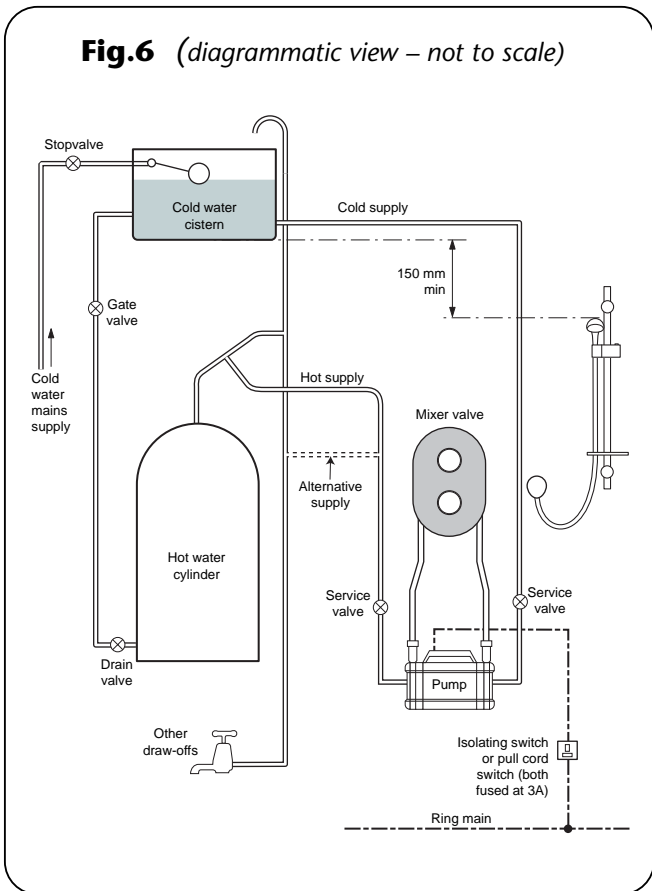 Fig.6 (diagrammatic view – not to scale)
Stopvalve
Cold water
cistern
Cold supply
150 mm
min
Gate
valve
Cold
water
mains
supply
Hot supply
Mixer valve
Alternative
supply
Hot water
cylinder
Service
valve
Service
valve
Drain
valve
Pump
Other
draw-offs
Isolating switch
or pull cord
switch (both
fused at 3A)
Ring main